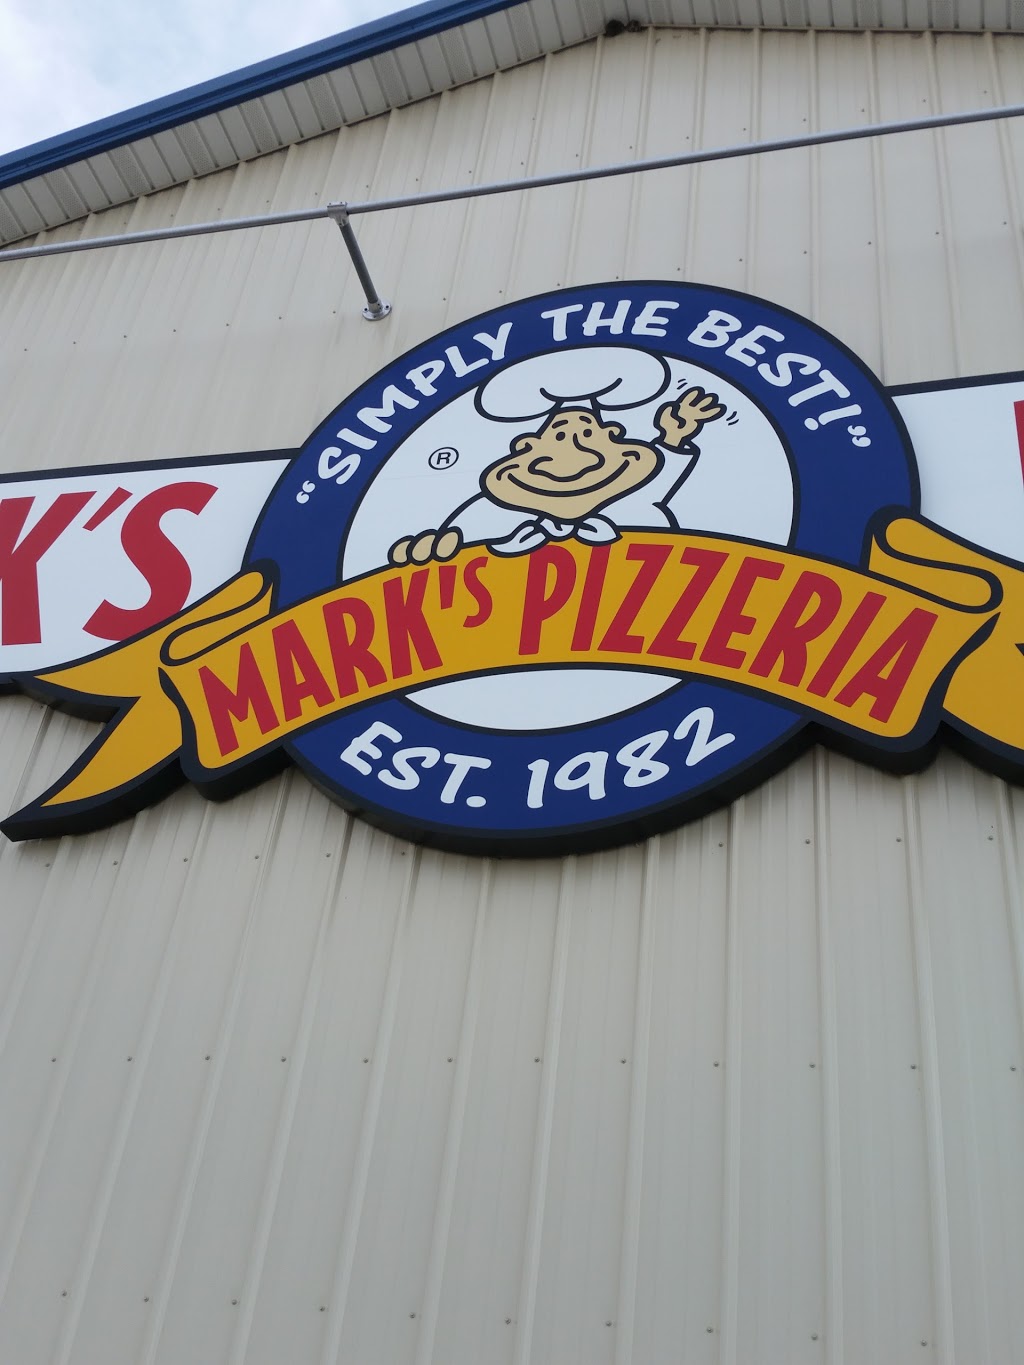 "SIMPLY THE BEST!"
®
K'S
MARK'S PIZZERIA
EST. 1982